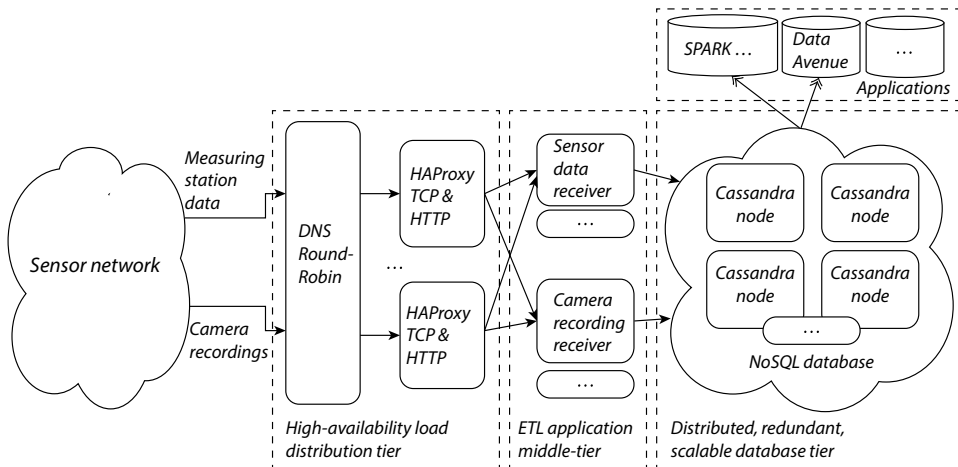 SPARK ...
Data
Avenue
...
Applications
Sensor network
Measuring
station
data
Camera
recordings
DNS
Round-
Robin
HAProxy
TCP &
HTTP
...
HAProxy
TCP &
HTTP
High-availability load
distribution tier
Sensor
data
receiver
...
Camera
recording
receiver
...
ETL application
middle-tier
Cassandra
node
Cassandra
node
Cassandra
node
Cassandra
node
...
NoSQL database
Distributed, redundant,
scalable database tier